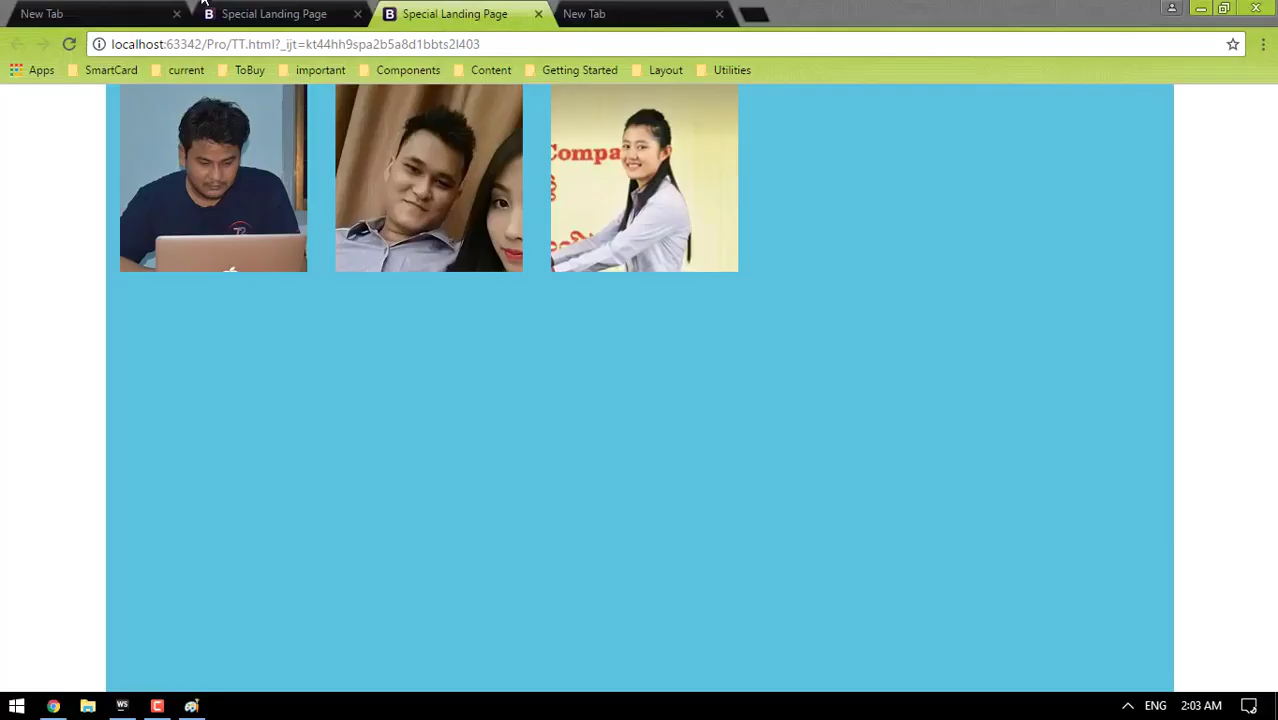 New Tab Special Landing Page Special Landing Page New Tab
localhost:63342/Pro/TT.html?_ijt=kt44hh9spa2b5a8d1bbts2l403
Apps SmartCard current ToBuy important Components Content Getting Started Layout Utilities
Compa
WS ENG 2:03 AM